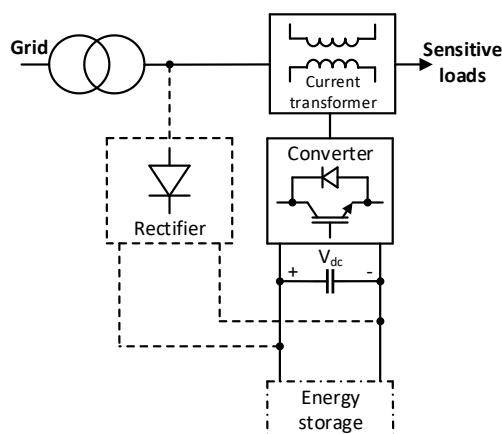 Grid
Sensitive
loads
Current
transformer
Converter
Rectifier
V_dc
+ -
Energy
storage